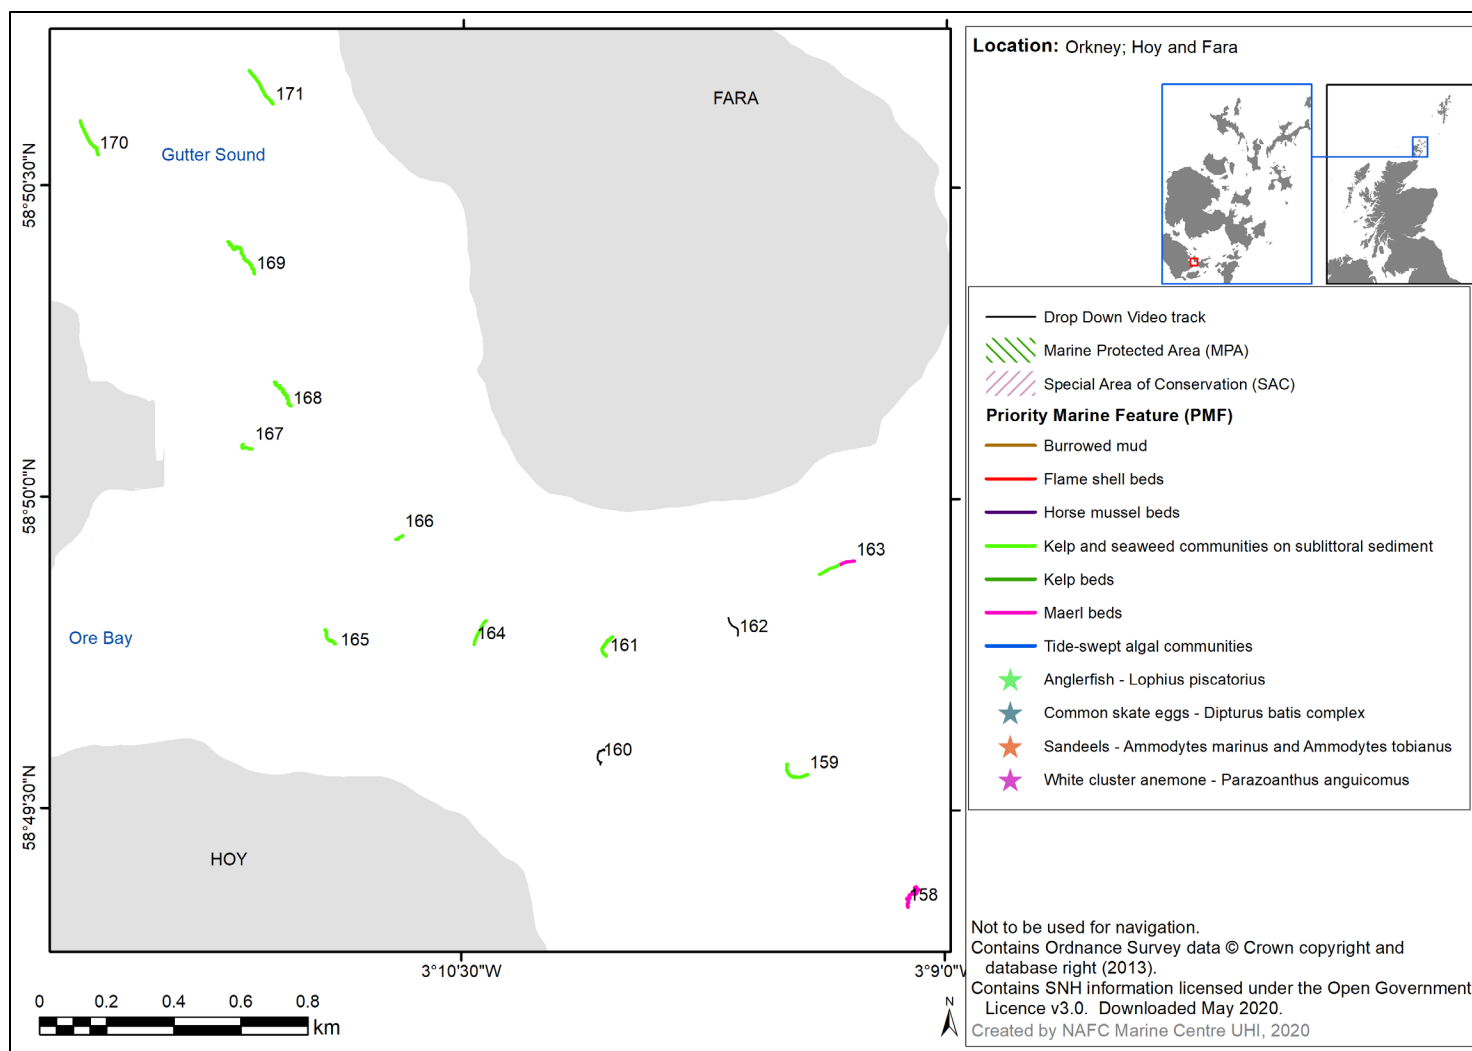 Location: Orkney; Hoy and Fara
FARA
171
170
Gutter Sound
58°50'30"N
169
168
167
58°50'0"N
166
163
Ore Bay
165
164
161
162
160
159
58°49'30"N
HOY
158
3°10'30"W
3°9'0"W
0 0.2 0.4 0.6 0.8
km
N
Drop Down Video track
Marine Protected Area (MPA)
Special Area of Conservation (SAC)
Priority Marine Feature (PMF)
Burrowed mud
Flame shell beds
Horse mussel beds
Kelp and seaweed communities on sublittoral sediment
Kelp beds
Maerl beds
Tide-swept algal communities
Anglerfish - Lophius piscatorius
Common skate eggs - Dipturus batis complex
Sandeels - Ammodytes marinus and Ammodytes tobianus
White cluster anemone - Parazoanthus anguicomus
Not to be used for navigation.
Contains Ordnance Survey data © Crown copyright and
database right (2013).
Contains SNH information licensed under the Open Government
Licence v3.0. Downloaded May 2020.
Created by NAFC Marine Centre UHI, 2020